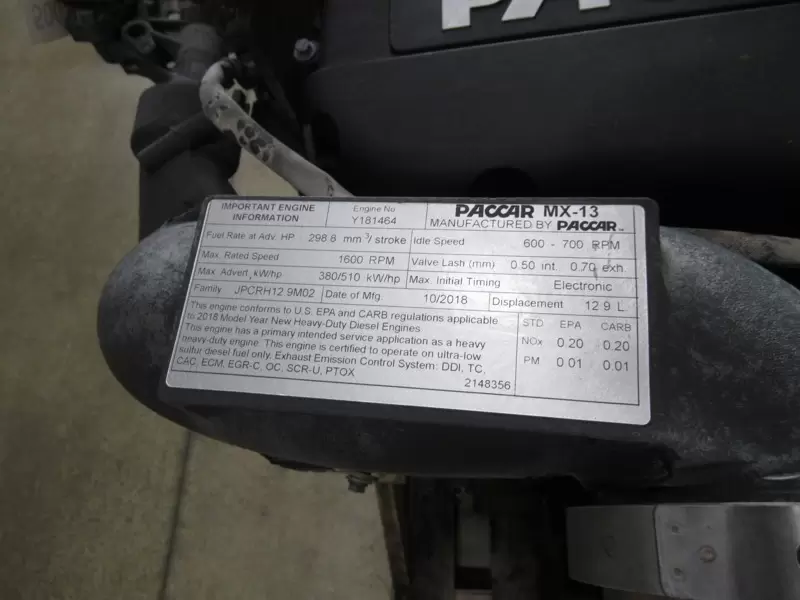 PACCAR
IMPORTANT ENGINE INFORMATION
Engine No
Y181464
PACCAR MX-13
MANUFACTURED BY PACCAR
Fuel Rate at Adv. HP 298.8 mm³/ stroke
Idle Speed 600 - 700 RPM
Max. Rated Speed 1600 RPM
Valve Lash (mm) 0.50 int. 0.70 exh.
Max. Advert. kW/hp 380/510 kW/hp
Max. Initial Timing Electronic
Family JPCRH12.9M02
Date of Mfg. 10/2018
Displacement 12.9 L
This engine conforms to U.S. EPA and CARB regulations applicable
to 2018 Model Year New Heavy-Duty Diesel Engines.
This engine has a primary intended service application as a heavy
heavy-duty engine. This engine is certified to operate on ultra-low
sulfur diesel fuel only. Exhaust Emission Control System: DDI, TC,
CAC, ECM, EGR-C, OC, SCR-U, PTOX
2148356
STD EPA CARB
NOx 0.20 0.20
PM 0.01 0.01